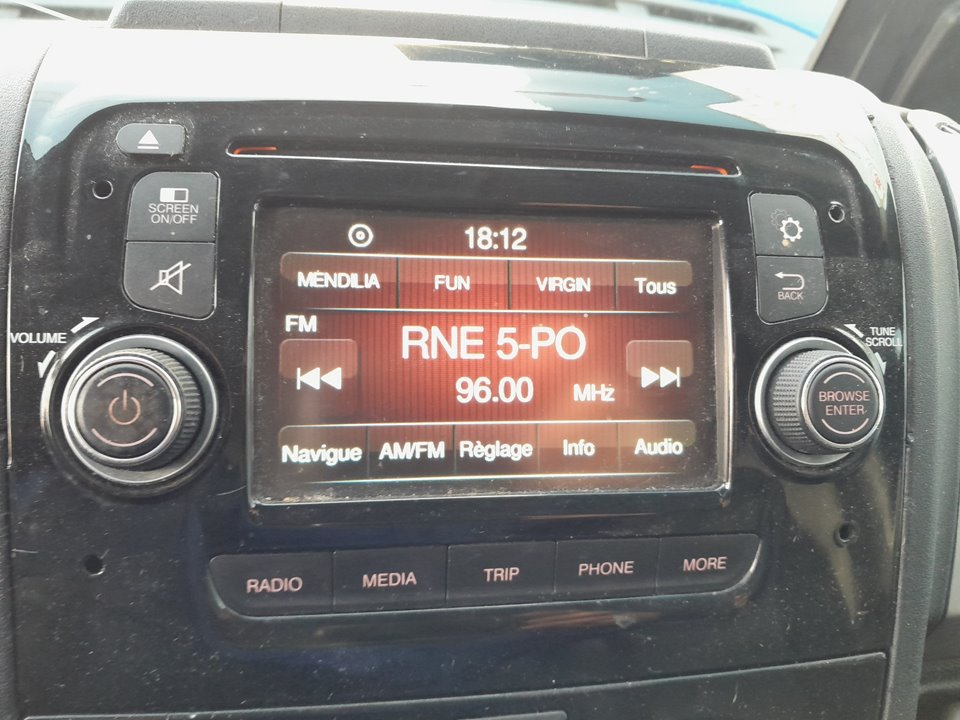 SCREEN
ON/OFF
18:12
MENDILIA FUN VIRGIN Tous
BACK
VOLUME
FM
RNE 5-PO
TUNE
SCROLL
96.00 MHz
BROWSE
ENTER
Navigue AM/FM Règlage Info Audio
RADIO MEDIA TRIP PHONE MORE